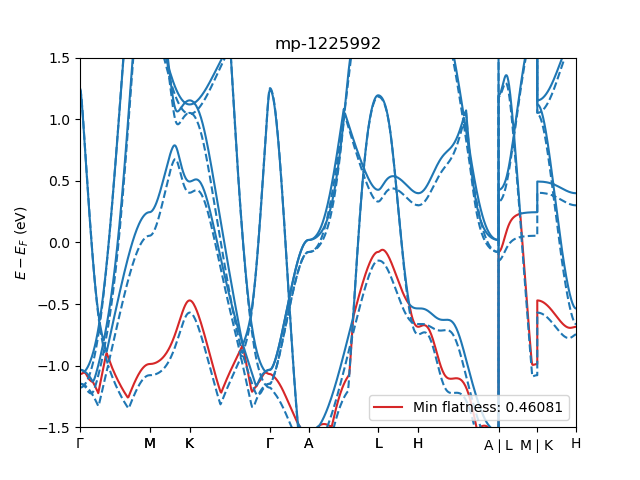 mp-1225992
1.5
1.0
0.5
0.0
−0.5
−1.0
−1.5
E − E_F (eV)
Min flatness: 0.46081
Γ M K Γ A L H A | L M | K H